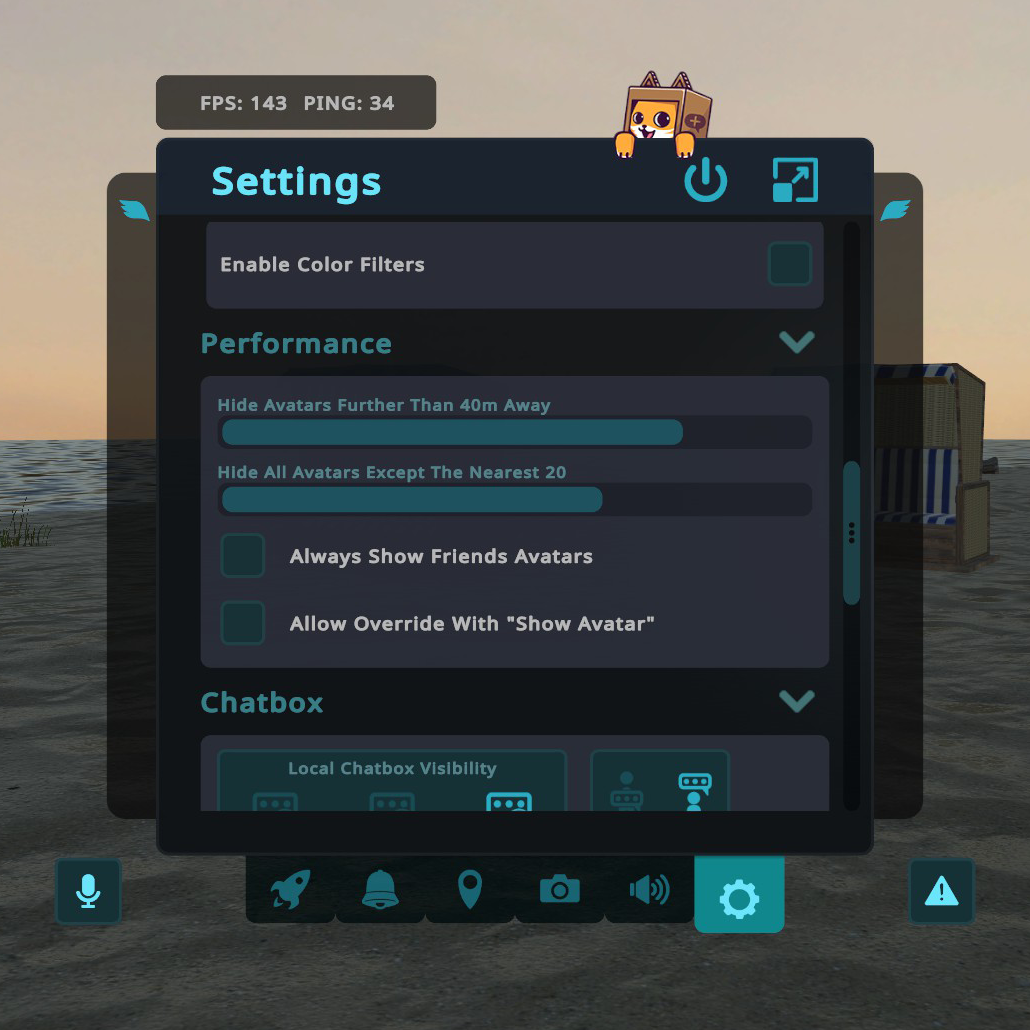 FPS: 143 PING: 34
Settings
Enable Color Filters
Performance
Hide Avatars Further Than 40m Away
Hide All Avatars Except The Nearest 20
Always Show Friends Avatars
Allow Override With "Show Avatar"
Chatbox
Local Chatbox Visibility